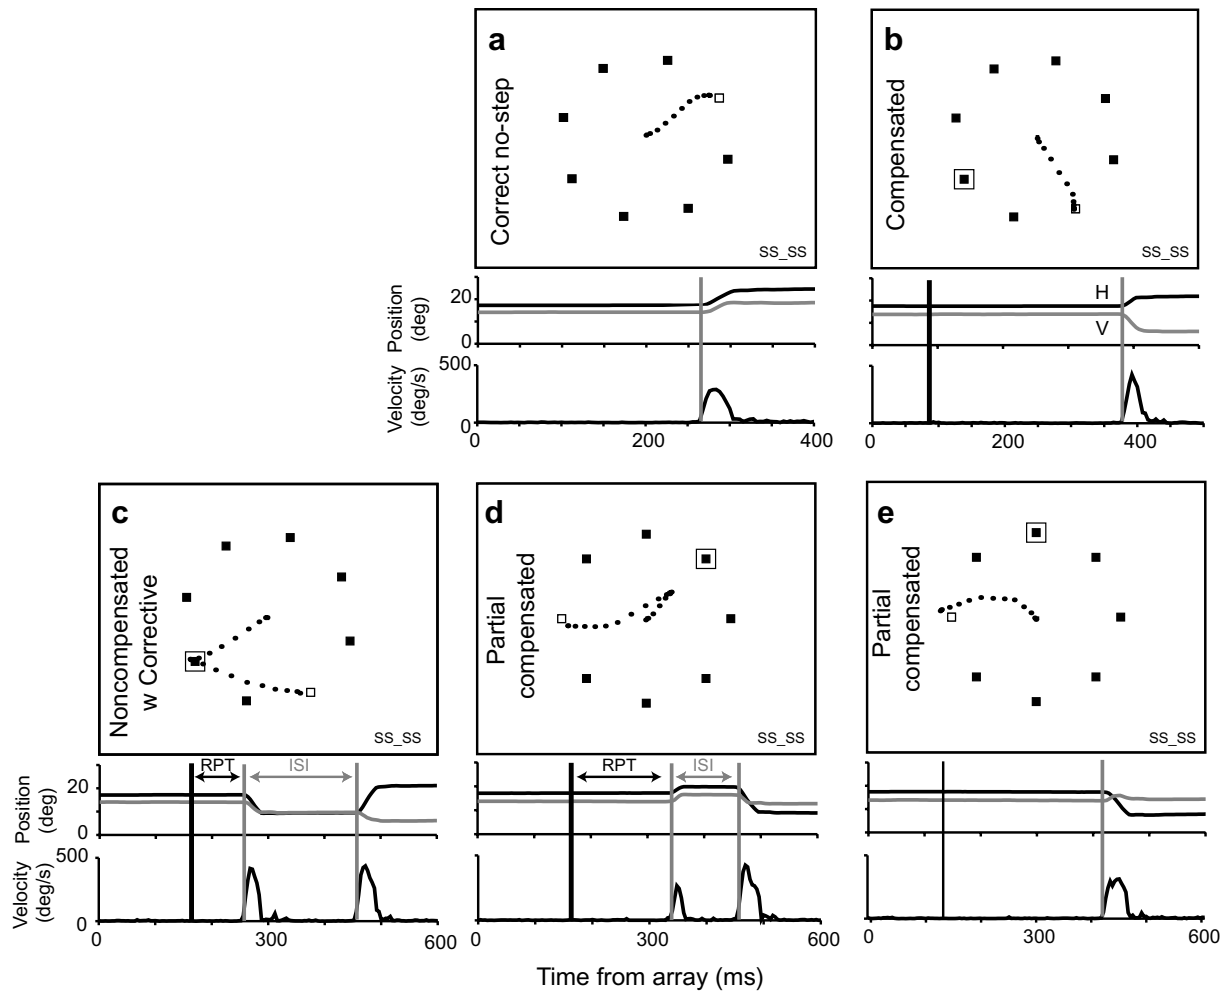 a
Correct no-step
SS_SS
b
Compensated
SS_SS
Position
(deg)
20
0
H
V
Velocity
(deg/s)
500
0
0 200 400
0 200 400
c
Noncompensated
w Corrective
SS_SS
d
Partial
compensated
SS_SS
e
Partial
compensated
SS_SS
Position
(deg)
20
0
RPT ISI
RPT ISI
Velocity
(deg/s)
500
0
0 300 600
0 300 600
0 300 600
Time from array (ms)